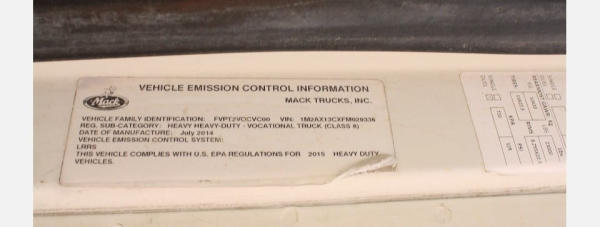 Mack
VEHICLE EMISSION CONTROL INFORMATION
MACK TRUCKS, INC.
VEHICLE FAMILY IDENTIFICATION: FVPT2VOCVC00 VIN: 1M2AX13CXFM029336
REG. SUB-CATEGORY: HEAVY HEAVY-DUTY - VOCATIONAL TRUCK (CLASS 8)
DATE OF MANUFACTURE: July 2014
VEHICLE EMISSION CONTROL SYSTEM:
LRRS
THIS VEHICLE COMPLIES WITH U.S. EPA REGULATIONS FOR 2015 HEAVY DUTY
VEHICLES.